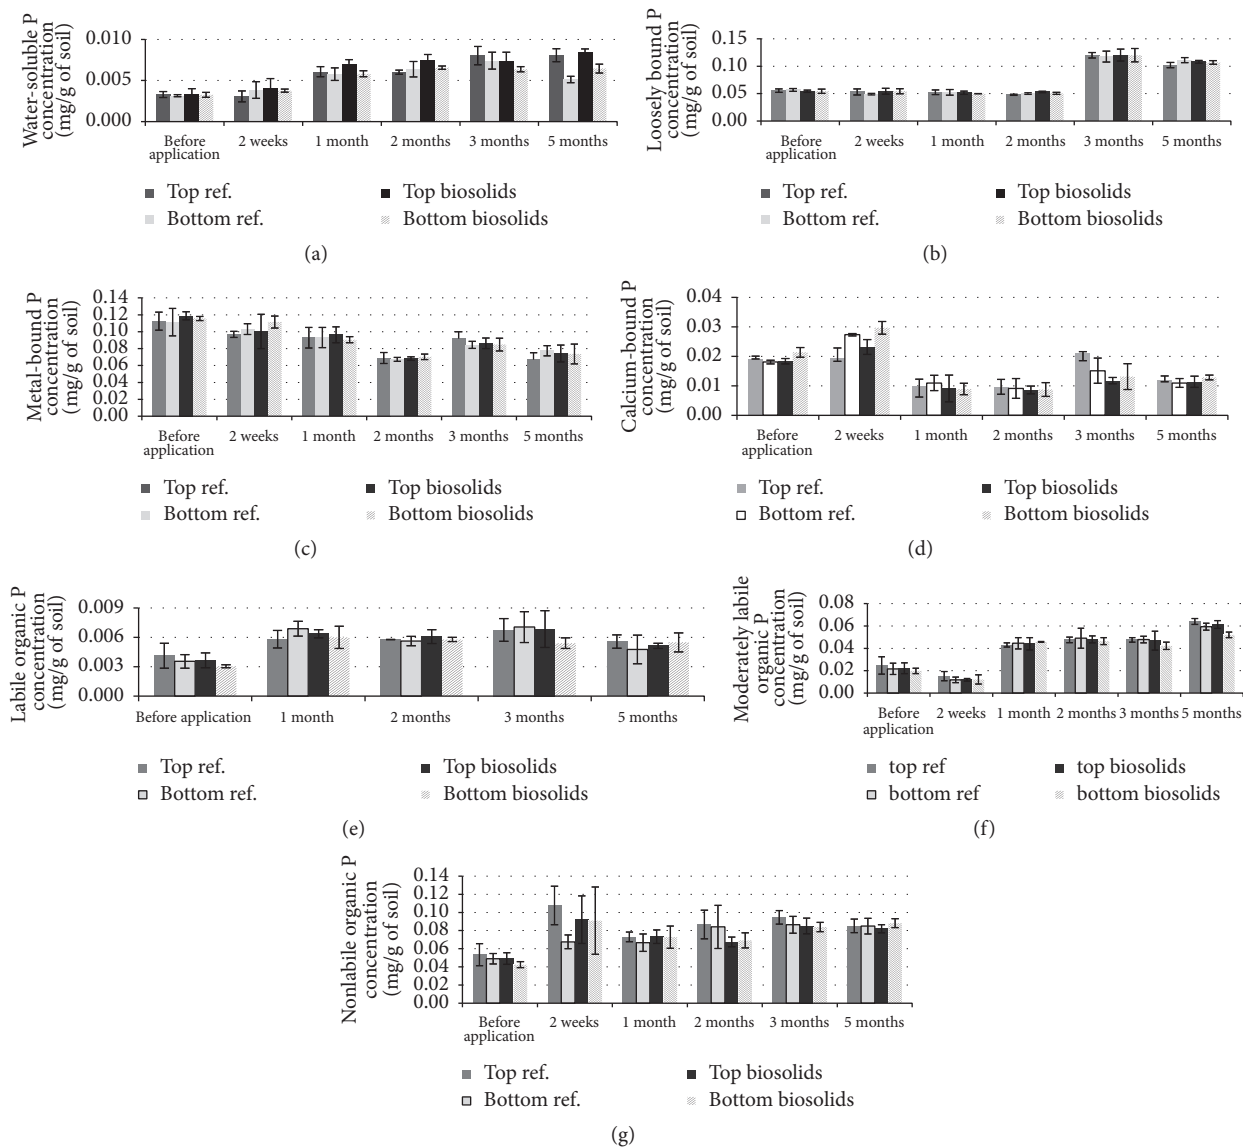 Water-soluble P
concentration
(mg/g of soil)
0.010
0.005
0.000
Before
application
2 weeks
1 month
2 months
3 months
5 months
Top ref.
Top biosolids
Bottom ref.
Bottom biosolids
(a)
Loosely bound P
concentration
(mg/g of soil)
0.15
0.10
0.05
0.00
Before
application
2 weeks
1 month
2 months
3 months
5 months
Top ref.
Top biosolids
Bottom ref.
Bottom biosolids
(b)
Metal-bound P
concentration
(mg/g of soil)
0.14
0.12
0.10
0.08
0.06
0.04
0.02
0.00
Before
application
2 weeks
1 month
2 months
3 months
5 months
Top ref.
Top biosolids
Bottom ref.
Bottom biosolids
(c)
Calcium-bound P
concentration
(mg/g of soil)
0.04
0.03
0.02
0.01
0.00
Before
application
2 weeks
1 month
2 months
3 months
5 months
Top ref.
Top biosolids
Bottom ref.
Bottom biosolids
(d)
Labile organic P
concentration
(mg/g of soil)
0.009
0.006
0.003
0.000
Before application
1 month
2 months
3 months
5 months
Top ref.
Top biosolids
Bottom ref.
Bottom biosolids
(e)
Moderately labile
organic P
concentration
(mg/g of soil)
0.08
0.06
0.04
0.02
0.00
Before
application
2 weeks
1 month
2 months
3 months
5 months
top ref
top biosolids
bottom ref
bottom biosolids
(f)
Nonlabile organic P
concentration
(mg/g of soil)
0.14
0.12
0.10
0.08
0.06
0.04
0.02
0.00
Before
application
2 weeks
1 month
2 months
3 months
5 months
Top ref.
Top biosolids
Bottom ref.
Bottom biosolids
(g)